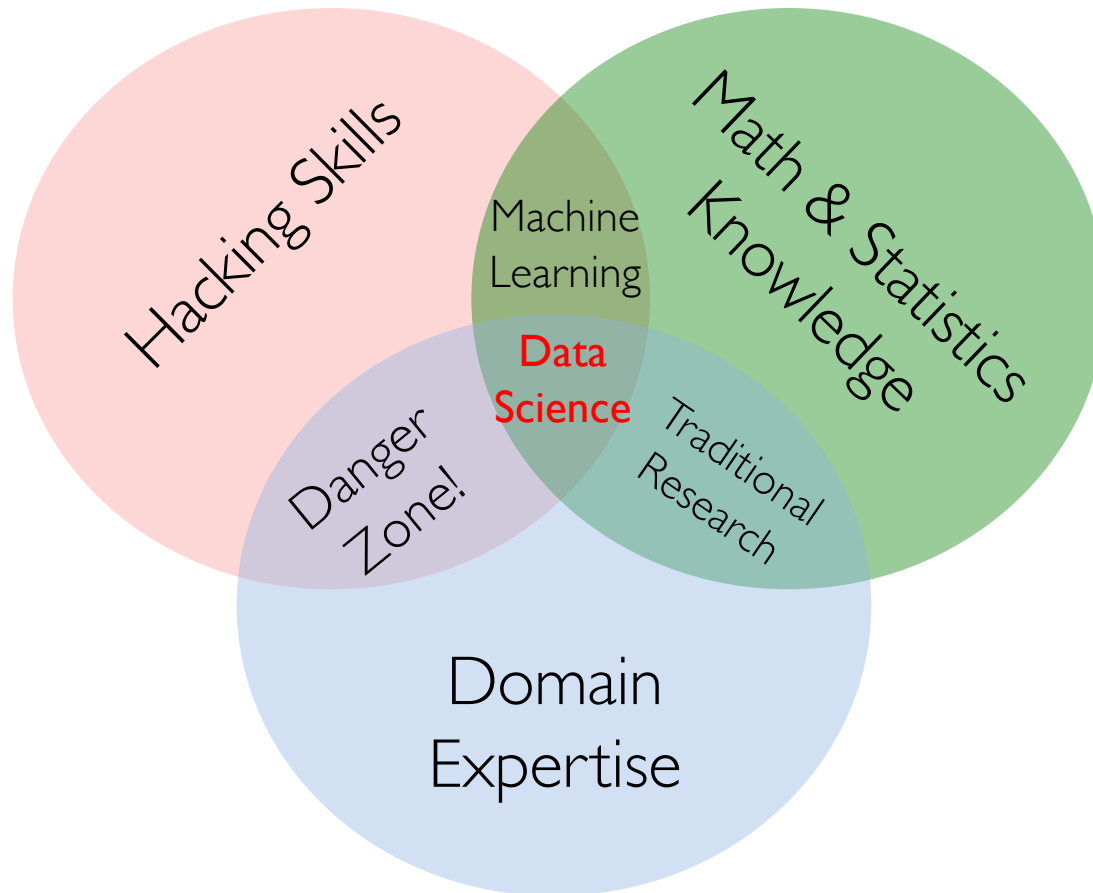 Hacking Skills
Math & Statistics
Knowledge
Machine
Learning
Data
Science
Danger
Zone!
Traditional
Research
Domain
Expertise